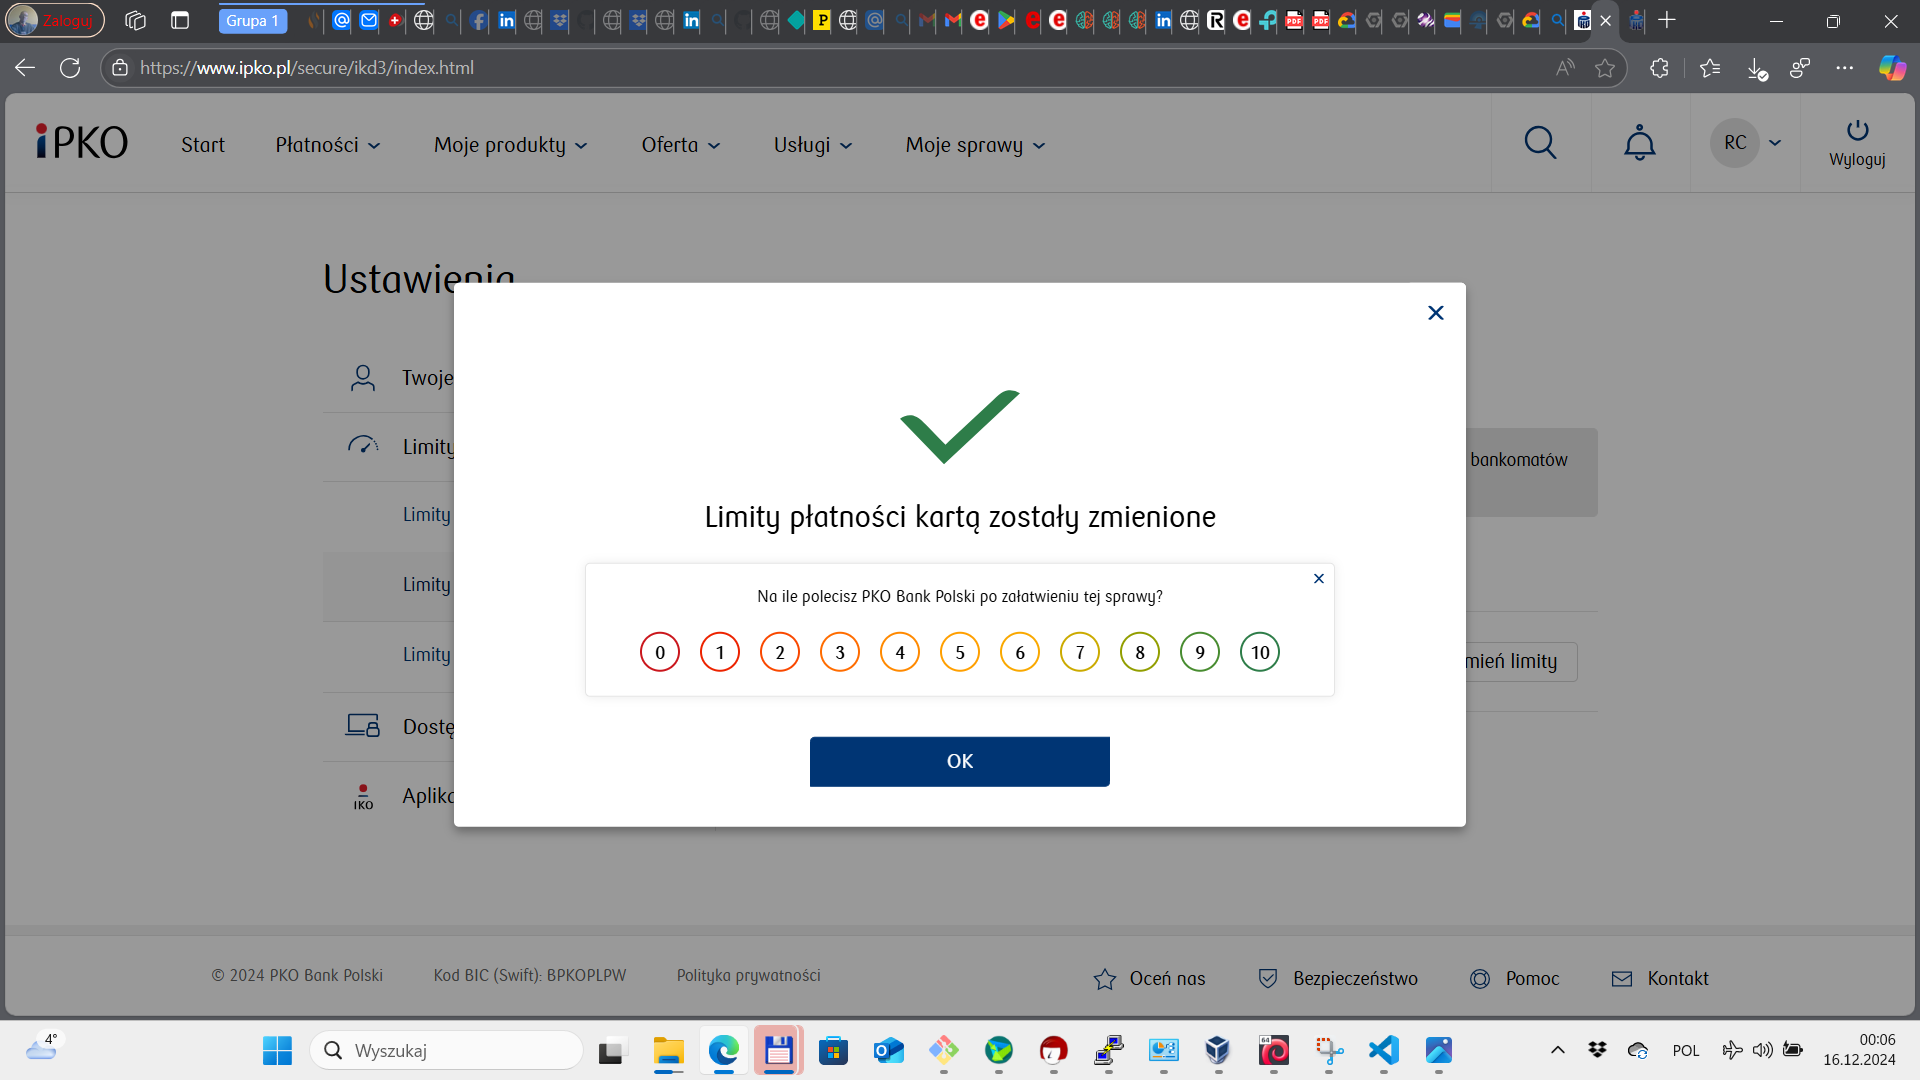 Zaloguj
Grupa 1
https://www.ipko.pl/secure/ikd3/index.html
iPKO
Start
Płatności
Moje produkty
Oferta
Usługi
Moje sprawy
RC
Wyloguj
Ustawienia
Twoje
Limity
Limity
Limity
Limity
Dostę
IKO
Aplika
bankomatów
mień limity
Limity płatności kartą zostały zmienione
Na ile polecisz PKO Bank Polski po załatwieniu tej sprawy?
0 1 2 3 4 5 6 7 8 9 10
OK
© 2024 PKO Bank Polski
Kod BIC (Swift): BPKOPLPW
Polityka prywatności
Oceń nas
Bezpieczeństwo
Pomoc
Kontakt
4°
Wyszukaj
64
POL
00:06
16.12.2024